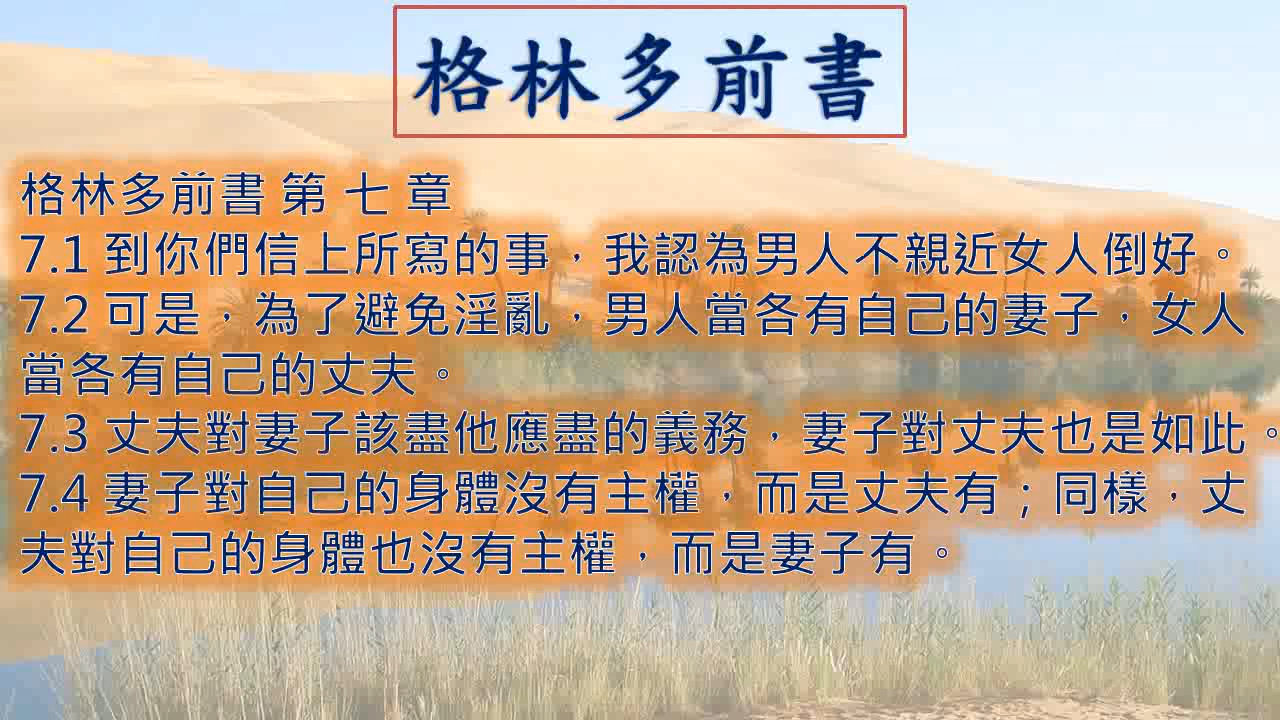 格林多前書
格林多前書 第 七 章
7.1 到你們信上所寫的事，我認為男人不親近女人倒好。
7.2 可是，為了避免淫亂，男人當各有自己的妻子，女人
當各有自己的丈夫。
7.3 丈夫對妻子該盡他應盡的義務，妻子對丈夫也是如此。
7.4 妻子對自己的身體沒有主權，而是丈夫有；同樣，丈
夫對自己的身體也沒有主權，而是妻子有。